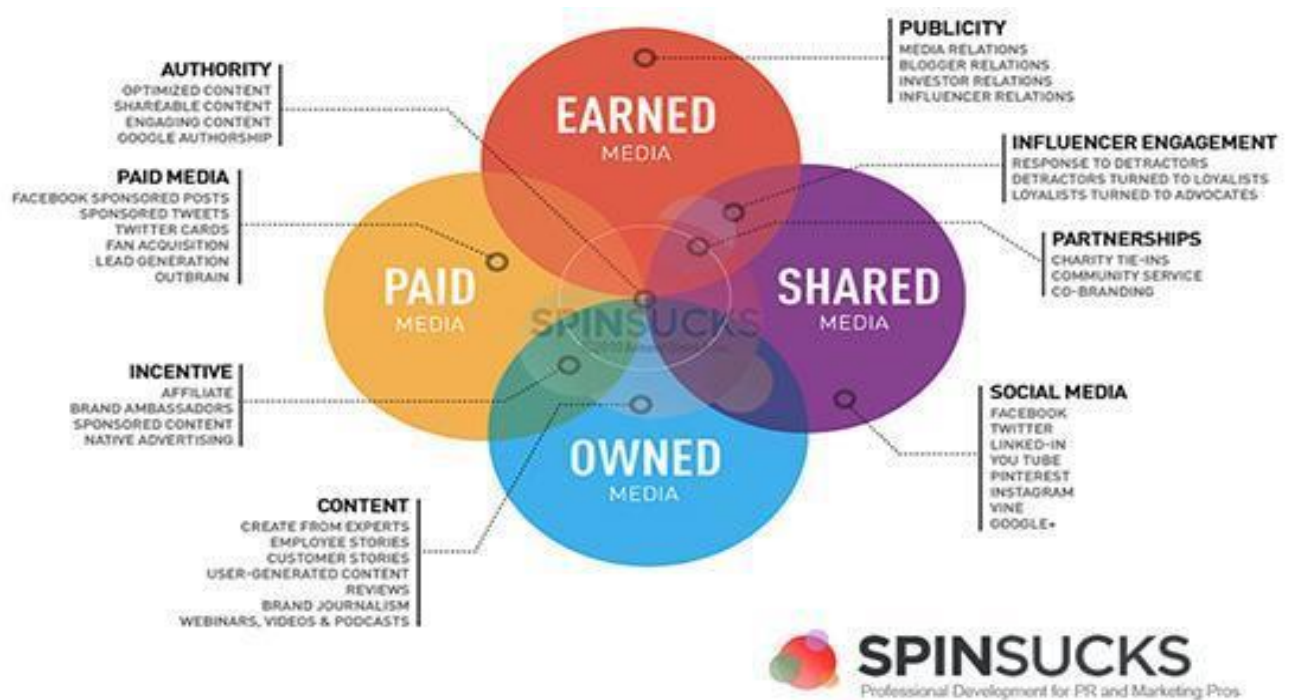 PUBLICITY
MEDIA RELATIONS
BLOGGER RELATIONS
INVESTOR RELATIONS
INFLUENCER RELATIONS
AUTHORITY
OPTIMIZED CONTENT
SHAREABLE CONTENT
ENGAGING CONTENT
GOOGLE AUTHORSHIP
EARNED
MEDIA
INFLUENCER ENGAGEMENT
RESPONSE TO DETRACTORS
DETRACTORS TURNED TO LOYALISTS
LOYALISTS TURNED TO ADVOCATES
PAID MEDIA
FACEBOOK SPONSORED POSTS
SPONSORED TWEETS
TWITTER CARDS
FAN ACQUISITION
LEAD GENERATION
OUTBRAIN
PARTNERSHIPS
CHARITY TIE-INS
COMMUNITY SERVICE
CO-BRANDING
PAID
MEDIA
SHARED
MEDIA
SPINSUCKS
INCENTIVE
AFFILIATE
BRAND AMBASSADORS
SPONSORED CONTENT
NATIVE ADVERTISING
SOCIAL MEDIA
FACEBOOK
TWITTER
LINKED-IN
YOU TUBE
PINTEREST
INSTAGRAM
VINE
GOOGLE+
OWNED
MEDIA
CONTENT
CREATE FROM EXPERTS
EMPLOYEE STORIES
CUSTOMER STORIES
USER-GENERATED CONTENT
REVIEWS
BRAND JOURNALISM
WEBINARS, VIDEOS & PODCASTS
SPINSUCKS
Professional Development for PR and Marketing Pros